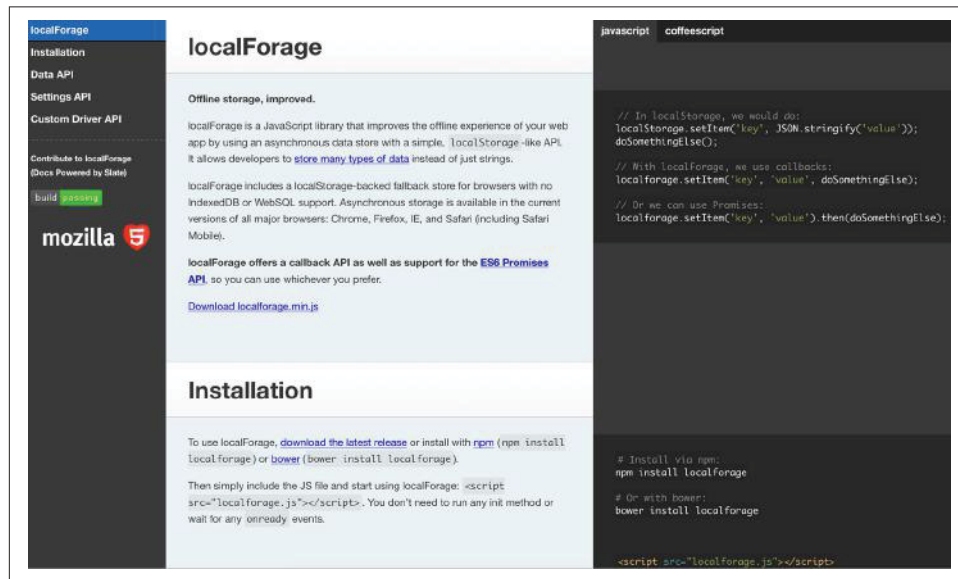 localForage
Installation
Data API
Settings API
Custom Driver API
Contribute to localForage
(Docs Powered by Slate)
build passing
mozilla
localForage
Offline storage, improved.
localForage is a JavaScript library that improves the offline experience of your web
app by using an asynchronous data store with a simple, localStorage-like API.
It allows developers to store many types of data instead of just strings.
localForage includes a localStorage-backed fallback store for browsers with no
IndexedDB or WebSQL support. Asynchronous storage is available in the current
versions of all major browsers: Chrome, Firefox, IE, and Safari (including Safari
Mobile).
localForage offers a callback API as well as support for the ES6 Promises
API, so you can use whichever you prefer.
Download localforage.min.js
Installation
To use localForage, download the latest release or install with npm (npm install
localforage) or bower (bower install localforage).
Then simply include the JS file and start using localForage: <script
src="localforage.js"></script>. You don't need to run any init method or
wait for any onready events.
javascript coffeescript
// In localStorage, we would do:
localStorage.setItem('key', JSON.stringify('value'));
doSomethingElse();
// With localForage, we use callbacks:
localforage.setItem('key', 'value', doSomethingElse);
// Or we can use Promises:
localforage.setItem('key', 'value').then(doSomethingElse);
# Install via npm:
npm install localforage
# Or with bower:
bower install localforage
<script src="localforage.js"></script>